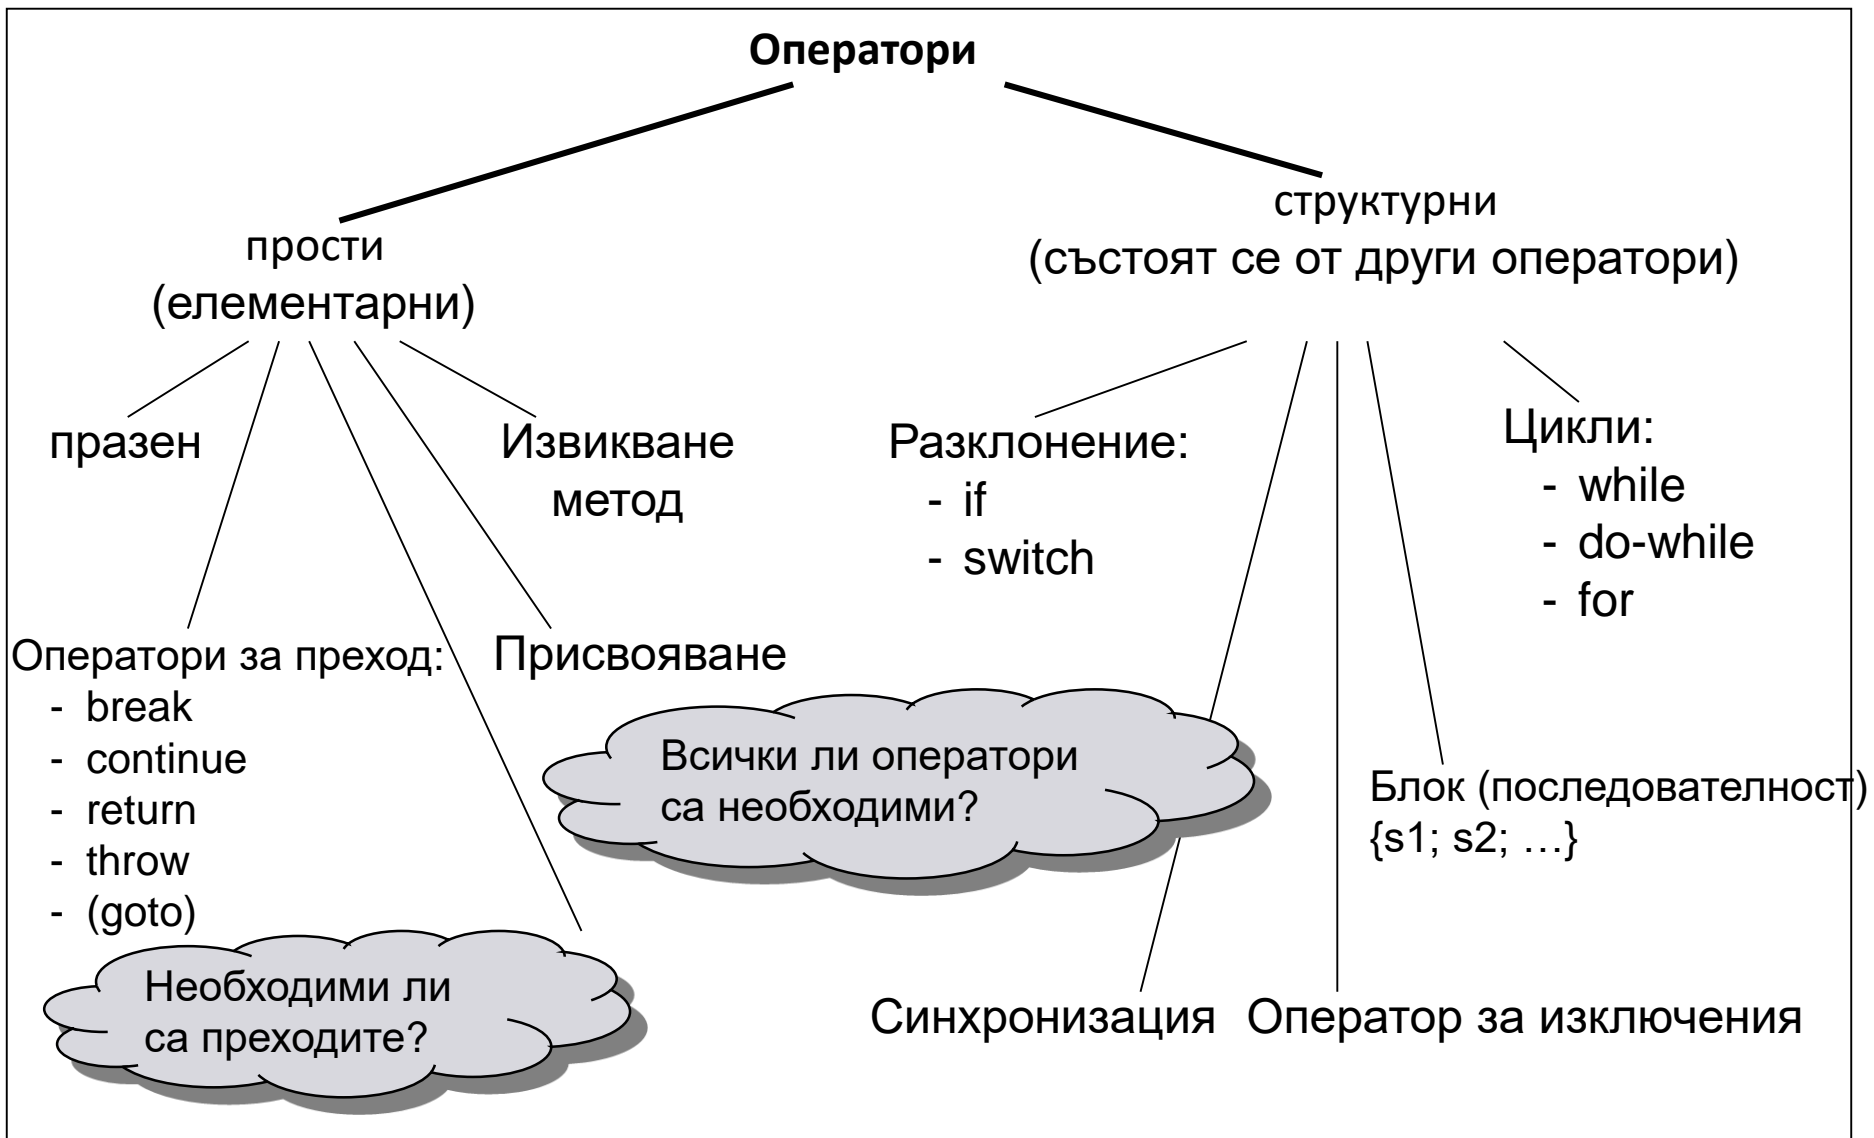 Оператори
прости
(елементарни)
структурни
(състоят се от други оператори)
празен
Извикване
метод
Разклонение:
- if
- switch
Цикли:
- while
- do-while
- for
Оператори за преход:
- break
- continue
- return
- throw
- (goto)
Присвояване
Всички ли оператори
са необходими?
Блок (последователност)
{s1; s2; …}
Необходими ли
са преходите?
Синхронизация
Оператор за изключения